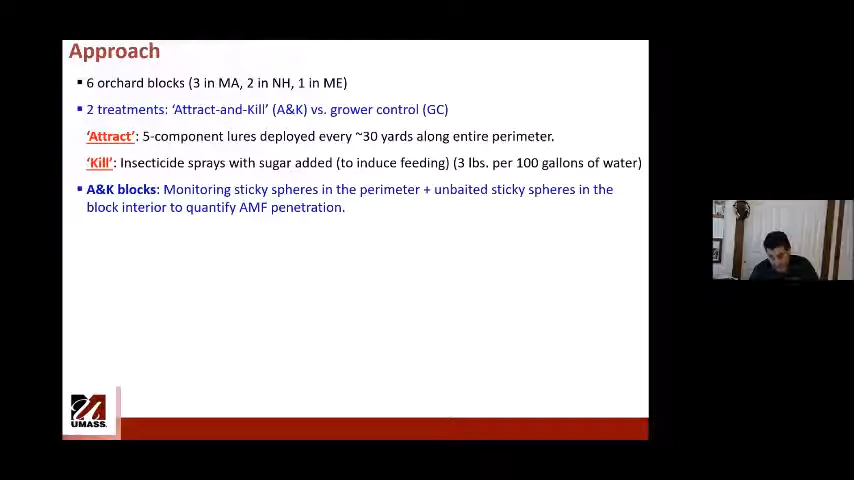 Approach
▪ 6 orchard blocks (3 in MA, 2 in NH, 1 in ME)
▪ 2 treatments: ‘Attract-and-Kill’ (A&K) vs. grower control (GC)
‘Attract’: 5-component lures deployed every ~30 yards along entire perimeter.
‘Kill’: Insecticide sprays with sugar added (to induce feeding) (3 lbs. per 100 gallons of water)
▪ A&K blocks: Monitoring sticky spheres in the perimeter + unbaited sticky spheres in the
block interior to quantify AMF penetration.
UMASS